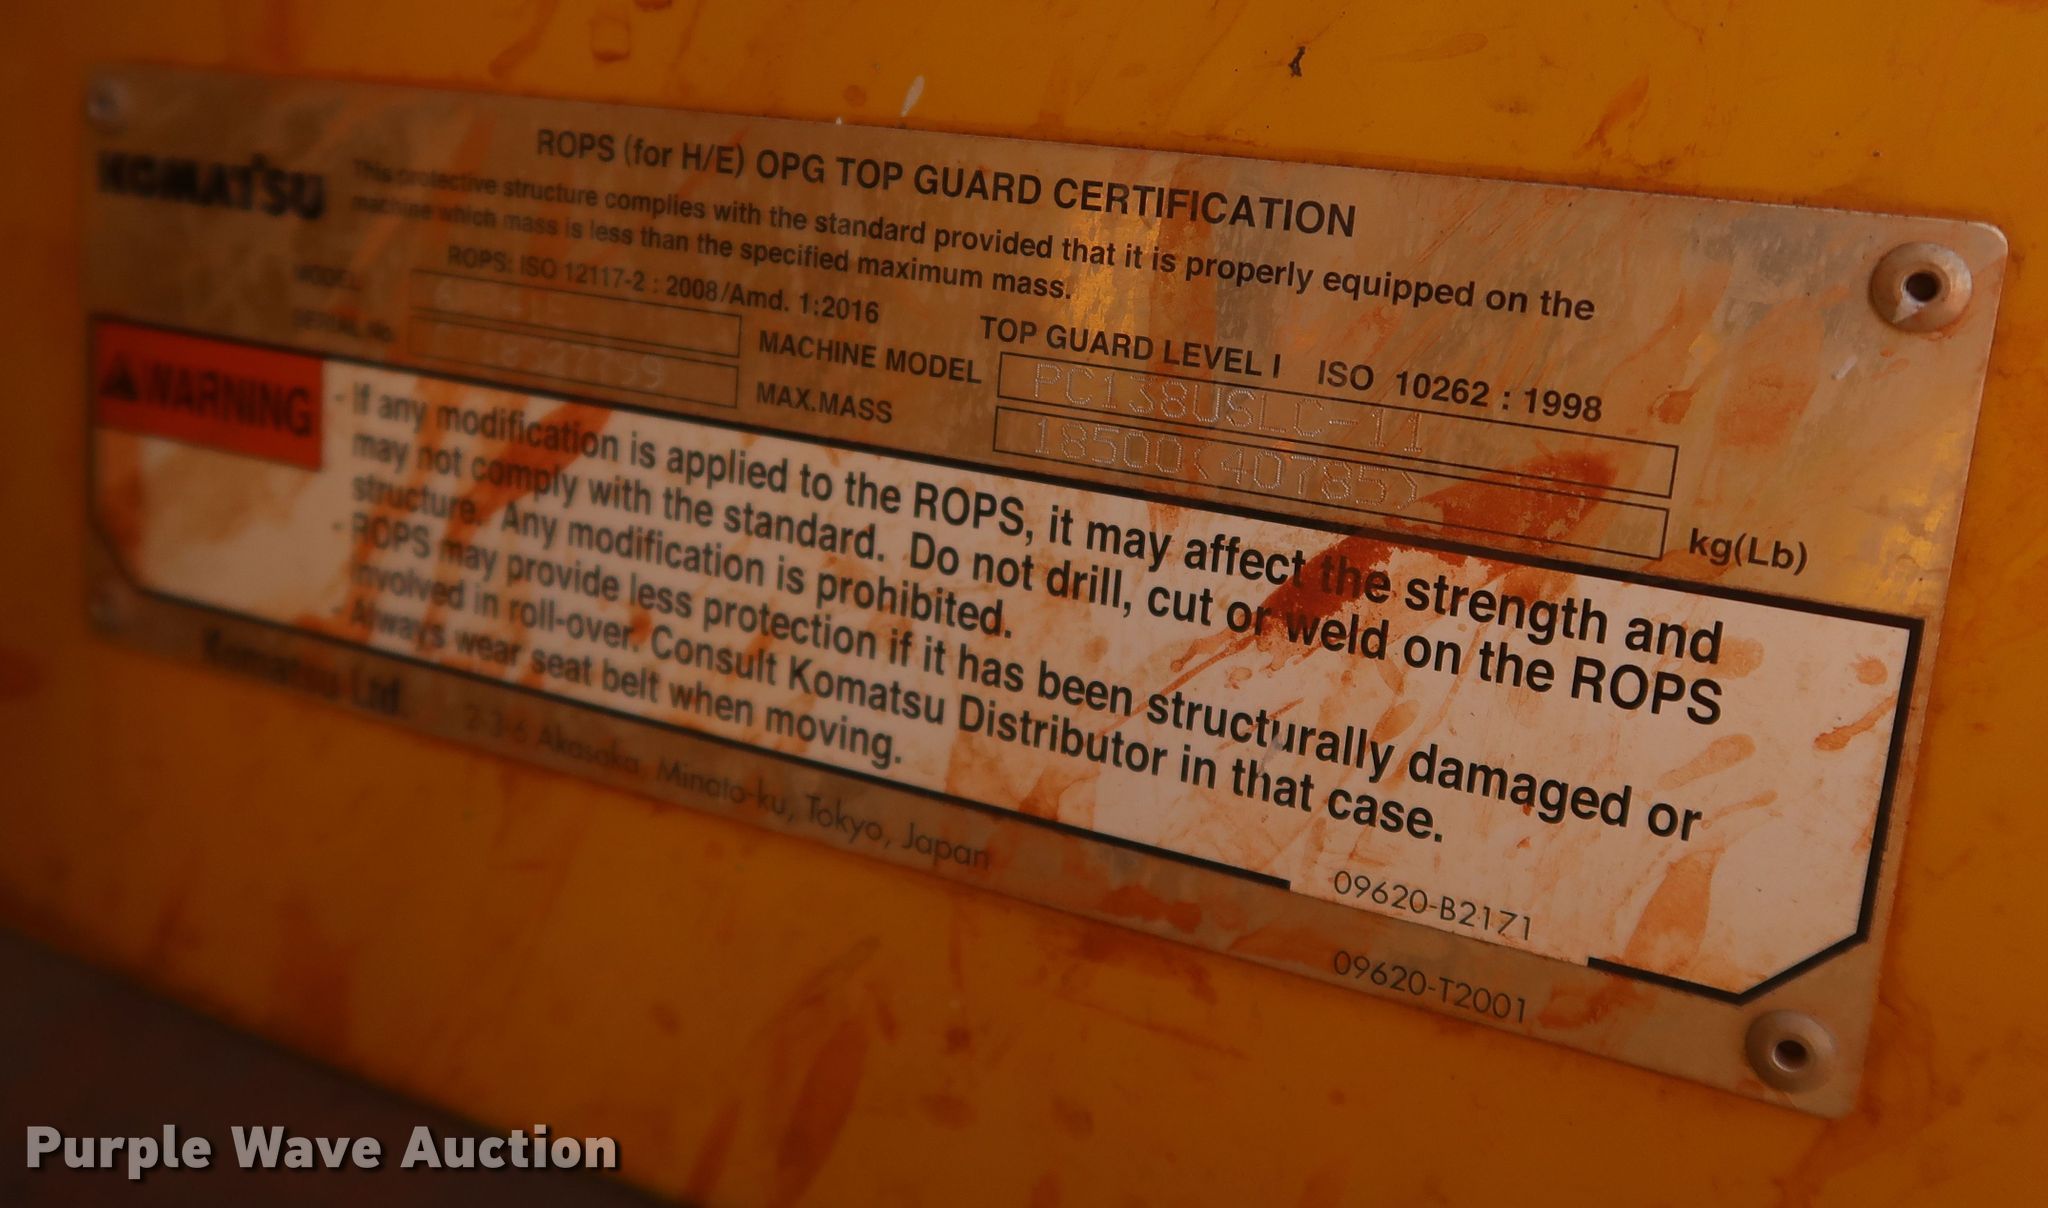 ROPS (for H/E) OPG TOP GUARD CERTIFICATION
KOMATSU
This protective structure complies with the standard provided that it is properly equipped on the
machine which mass is less than the specified maximum mass.
ROPS: ISO 12117-2 : 2008/Amd. 1:2016
TOP GUARD LEVEL I ISO 10262 : 1998
MODEL
MACHINE MODEL PC138USLC-11
SERIAL No.
MAX.MASS 18500(40785) kg(Lb)
WARNING
- If any modification is applied to the ROPS, it may affect the strength and
may not comply with the standard. Do not drill, cut or weld on the ROPS
structure. Any modification is prohibited.
- ROPS may provide less protection if it has been structurally damaged or
involved in roll-over. Consult Komatsu Distributor in that case.
- Always wear seat belt when moving.
09620-B2171
Komatsu Ltd. 2-3-6 Akasaka, Minato-ku, Tokyo, Japan
09620-T2001
Purple Wave Auction